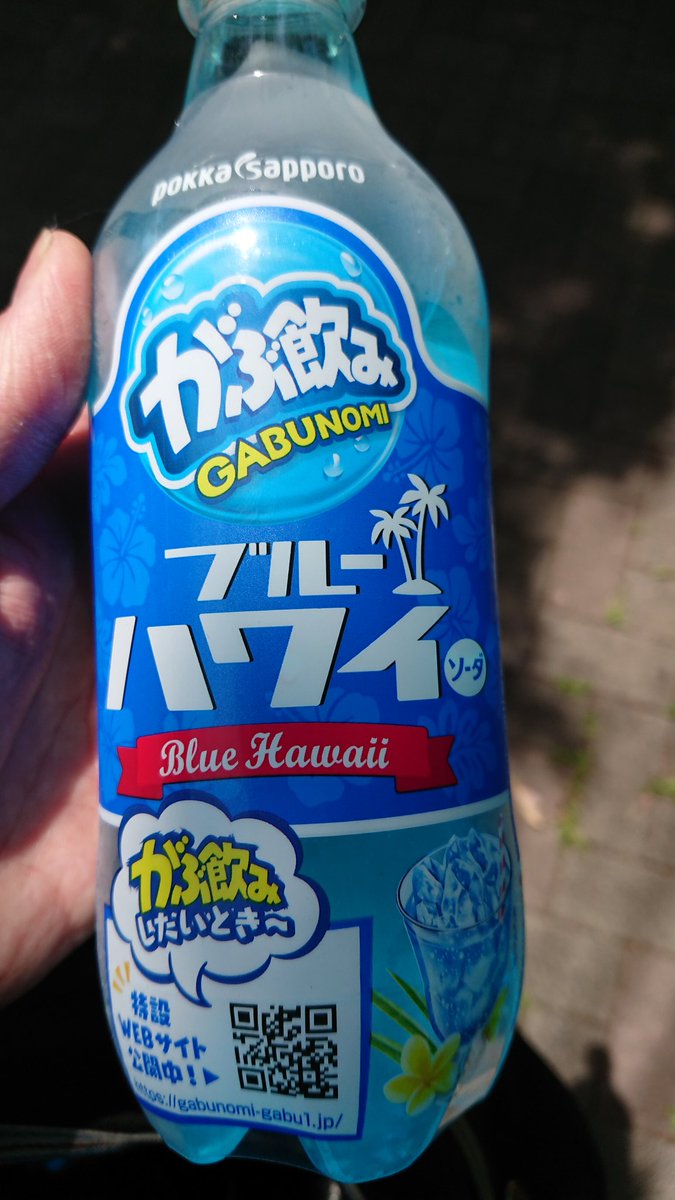 pokka sapporo
がぶ飲み
GABUNOMI
ブルー
ハワイ
ソーダ
Blue Hawaii
がぶ飲み
したいとき〜
特設
WEBサイト
公開中!▶
https://gabunomi-gabu1.jp/